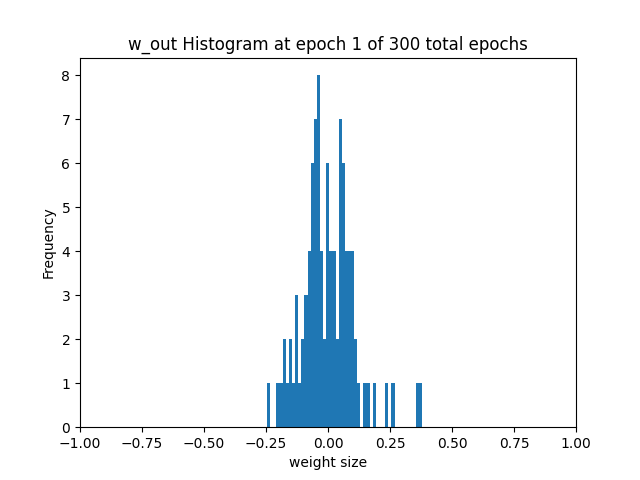 w_out Histogram at epoch 1 of 300 total epochs
Frequency
8
7
6
5
4
3
2
1
0
−1.00 −0.75 −0.50 −0.25 0.00 0.25 0.50 0.75 1.00
weight size